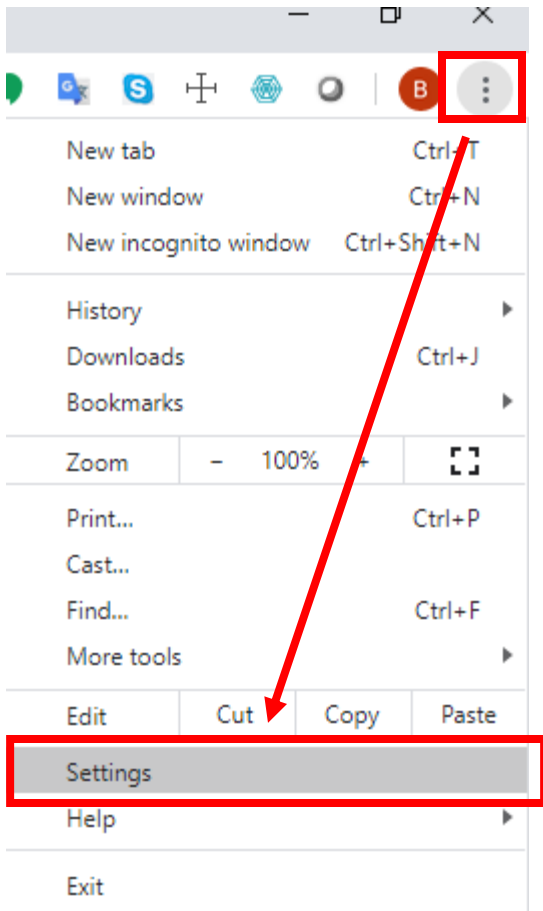 B
New tab Ctrl+T
New window Ctrl+N
New incognito window Ctrl+Shift+N
History
Downloads Ctrl+J
Bookmarks
Zoom - 100% +
Print... Ctrl+P
Cast...
Find... Ctrl+F
More tools
Edit Cut Copy Paste
Settings
Help
Exit